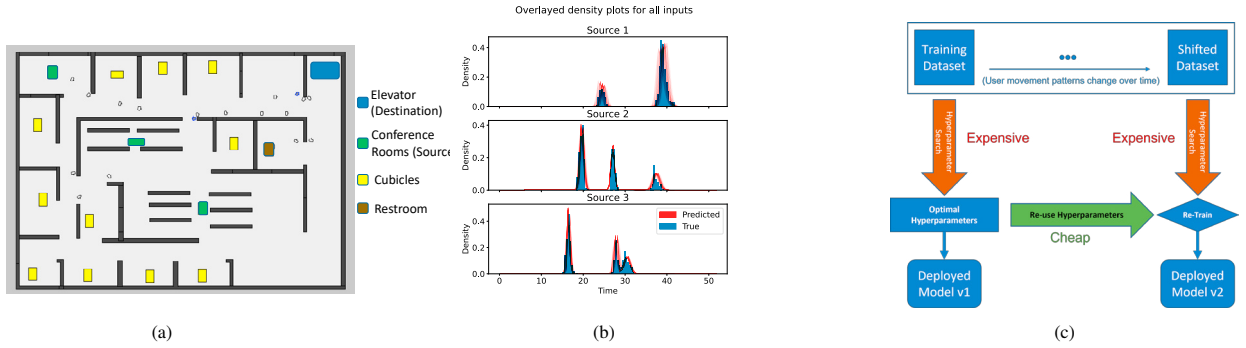 Elevator
(Destination)
Conference
Rooms (Source
Cubicles
Restroom
(a)
Overlayed density plots for all inputs
Source 1
Density
0.4
0.2
0.0
Source 2
Density
0.4
0.2
0.0
Source 3
Density
0.4
0.2
0.0
Predicted
True
0 10 20 30 40 50
Time
(b)
Training
Dataset
Shifted
Dataset
(User movement patterns change over time)
Hyperparameter
Search
Expensive
Expensive
Hyperparameter
Search
Optimal
Hyperparameters
Re-use Hyperparameters
Re-Train
Cheap
Deployed
Model v1
Deployed
Model v2
(c)